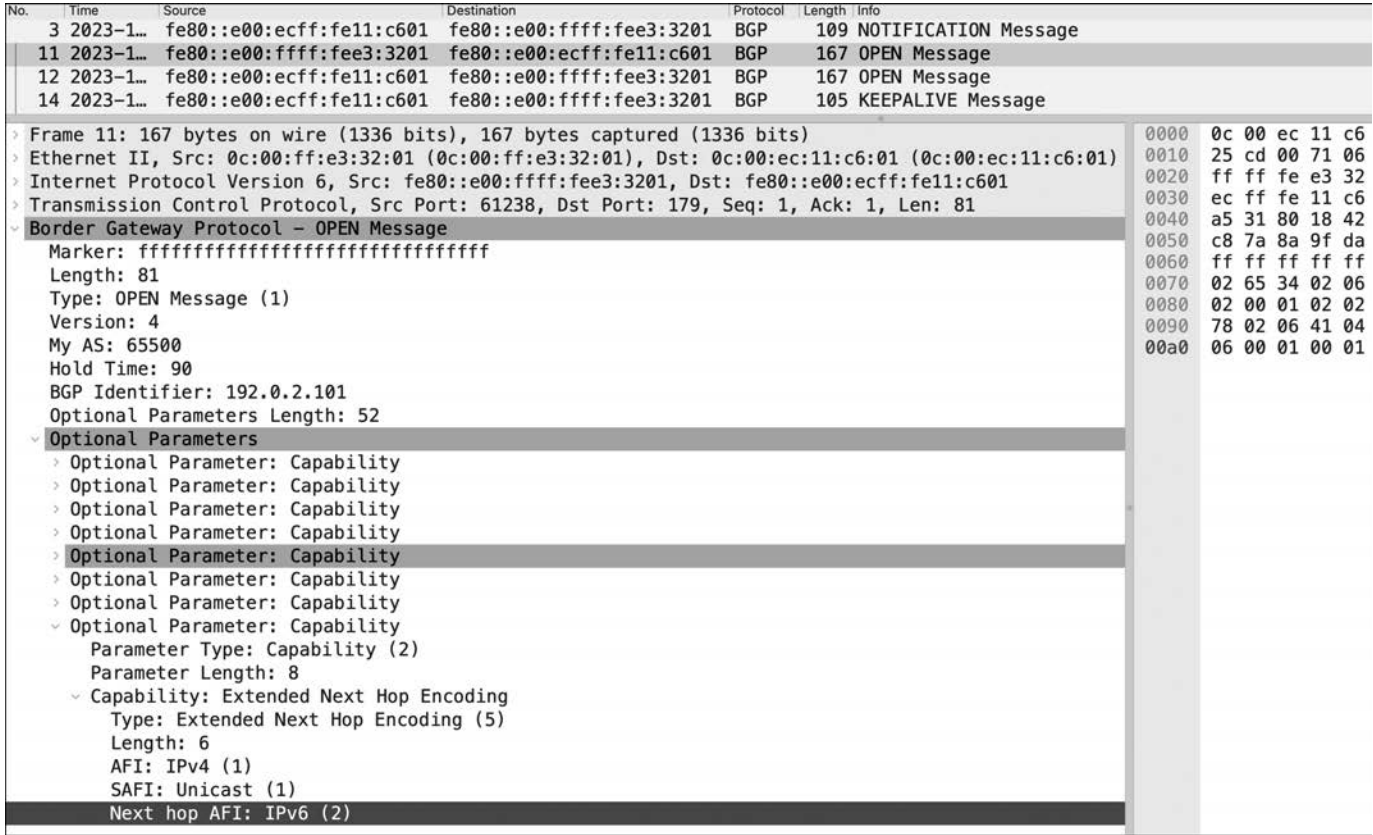 No. Time Source Destination Protocol Length Info
3 2023-1… fe80::e00:ecff:fe11:c601 fe80::e00:ffff:fee3:3201 BGP 109 NOTIFICATION Message
11 2023-1… fe80::e00:ffff:fee3:3201 fe80::e00:ecff:fe11:c601 BGP 167 OPEN Message
12 2023-1… fe80::e00:ecff:fe11:c601 fe80::e00:ffff:fee3:3201 BGP 167 OPEN Message
14 2023-1… fe80::e00:ecff:fe11:c601 fe80::e00:ffff:fee3:3201 BGP 105 KEEPALIVE Message
Frame 11: 167 bytes on wire (1336 bits), 167 bytes captured (1336 bits)
Ethernet II, Src: 0c:00:ff:e3:32:01 (0c:00:ff:e3:32:01), Dst: 0c:00:ec:11:c6:01 (0c:00:ec:11:c6:01)
Internet Protocol Version 6, Src: fe80::e00:ffff:fee3:3201, Dst: fe80::e00:ecff:fe11:c601
Transmission Control Protocol, Src Port: 61238, Dst Port: 179, Seq: 1, Ack: 1, Len: 81
Border Gateway Protocol – OPEN Message
Marker: ffffffffffffffffffffffffffffffff
Length: 81
Type: OPEN Message (1)
Version: 4
My AS: 65500
Hold Time: 90
BGP Identifier: 192.0.2.101
Optional Parameters Length: 52
Optional Parameters
Optional Parameter: Capability
Optional Parameter: Capability
Optional Parameter: Capability
Optional Parameter: Capability
Optional Parameter: Capability
Optional Parameter: Capability
Optional Parameter: Capability
Optional Parameter: Capability
Parameter Type: Capability (2)
Parameter Length: 8
Capability: Extended Next Hop Encoding
Type: Extended Next Hop Encoding (5)
Length: 6
AFI: IPv4 (1)
SAFI: Unicast (1)
Next hop AFI: IPv6 (2)
0000 0c 00 ec 11 c6
0010 25 cd 00 71 06
0020 ff ff fe e3 32
0030 ec ff fe 11 c6
0040 a5 31 80 18 42
0050 c8 7a 8a 9f da
0060 ff ff ff ff ff
0070 02 65 34 02 06
0080 02 00 01 02 02
0090 78 02 06 41 04
00a0 06 00 01 00 01